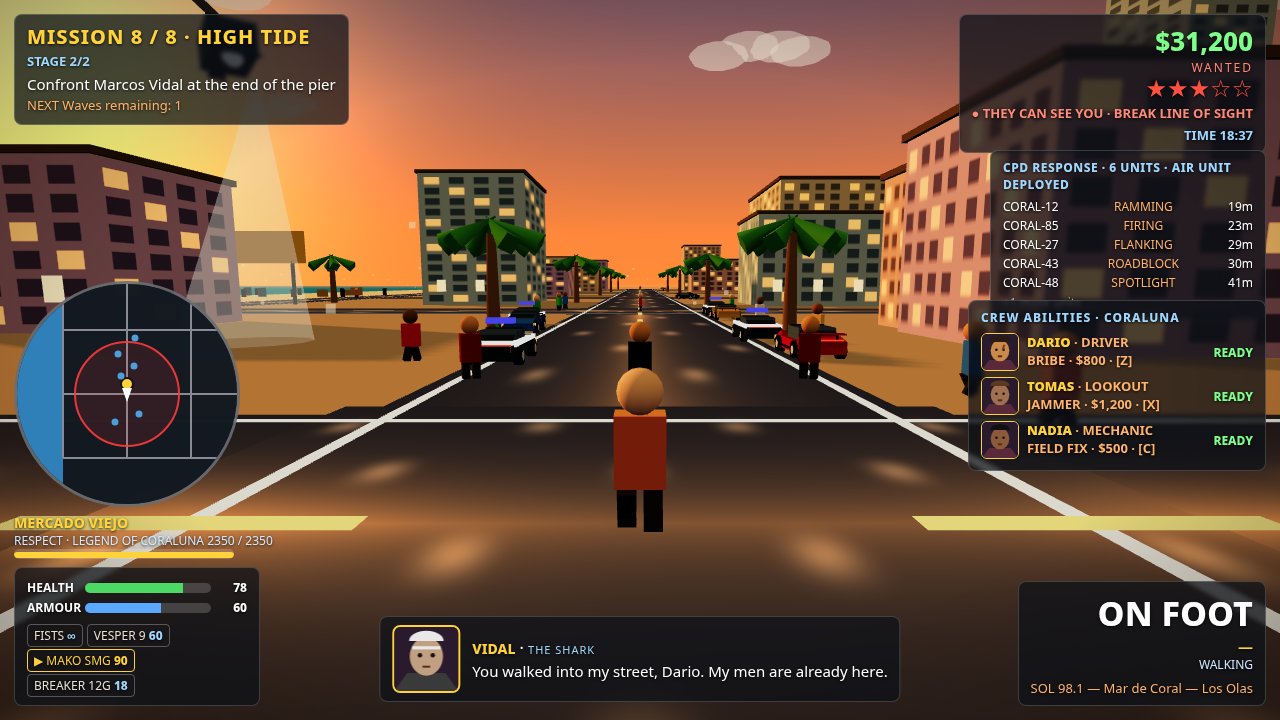 MISSION 8 / 8 · HIGH TIDE
STAGE 2/2
Confront Marcos Vidal at the end of the pier
NEXT Waves remaining: 1
$31,200
WANTED
★★★☆☆
● THEY CAN SEE YOU · BREAK LINE OF SIGHT
TIME 18:37
CPD RESPONSE · 6 UNITS · AIR UNIT
DEPLOYED
CORAL-12 RAMMING 19m
CORAL-85 FIRING 23m
CORAL-27 FLANKING 29m
CORAL-43 ROADBLOCK 30m
CORAL-48 SPOTLIGHT 41m
CREW ABILITIES · CORALUNA
DARIO · DRIVER
BRIBE · $800 · [Z]
READY
TOMAS · LOOKOUT
JAMMER · $1,200 · [X]
READY
NADIA · MECHANIC
FIELD FIX · $500 · [C]
READY
MERCADO VIEJO
RESPECT · LEGEND OF CORALUNA 2350 / 2350
HEALTH 78
ARMOUR 60
FISTS ∞ VESPER 9 60
▶ MAKO SMG 90
BREAKER 12G 18
VIDAL · THE SHARK
You walked into my street, Dario. My men are already here.
ON FOOT
—
WALKING
SOL 98.1 — Mar de Coral — Los Olas